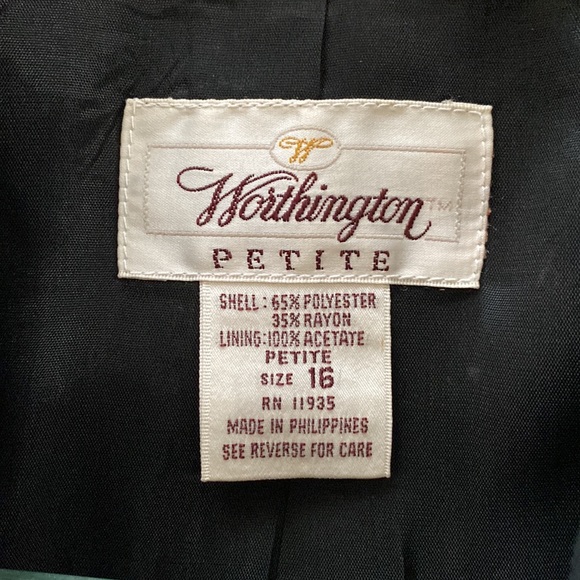 W
Worthington™
PETITE
SHELL: 65% POLYESTER
35% RAYON
LINING:100% ACETATE
PETITE
SIZE 16
RN 11935
MADE IN PHILIPPINES
SEE REVERSE FOR CARE